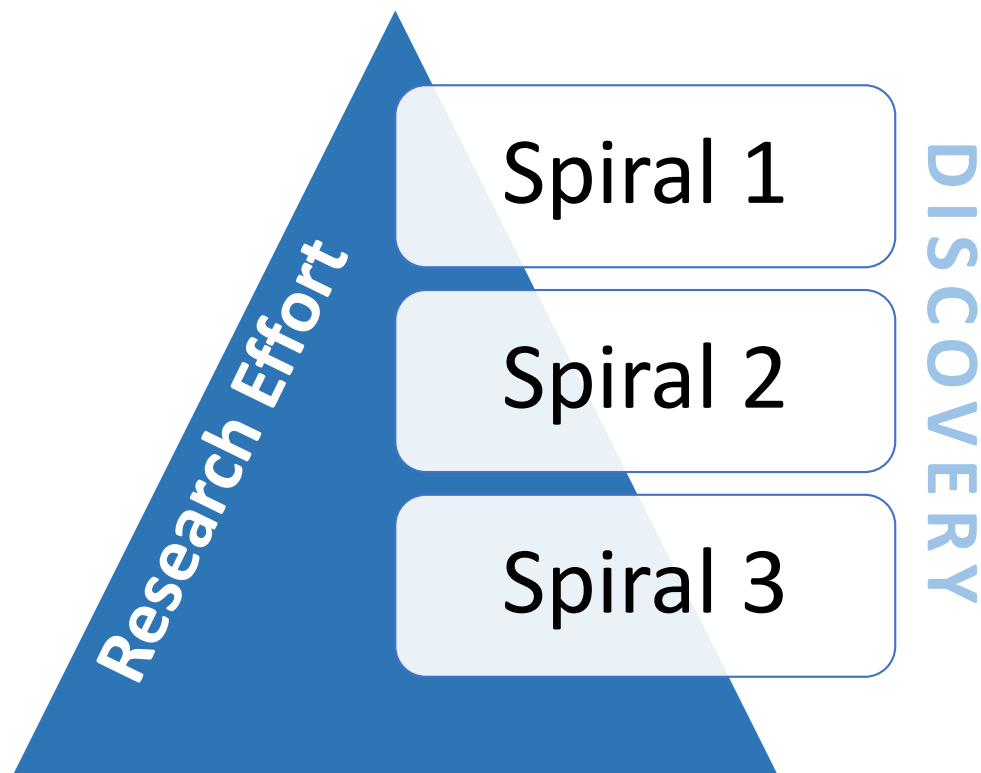 Research Effort
Spiral 1
Spiral 2
Spiral 3
DISCOVERY